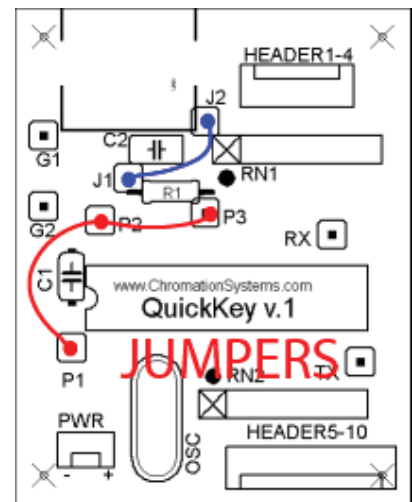 HEADER1-4
J2
G1
C2
RN1
J1
R1
G2
P2
P3
RX
C1
www.ChromationSystems.com
QuickKey v.1
JUMPERS
P1
RN2
TX
PWR
HEADER5-10
OSC
- +